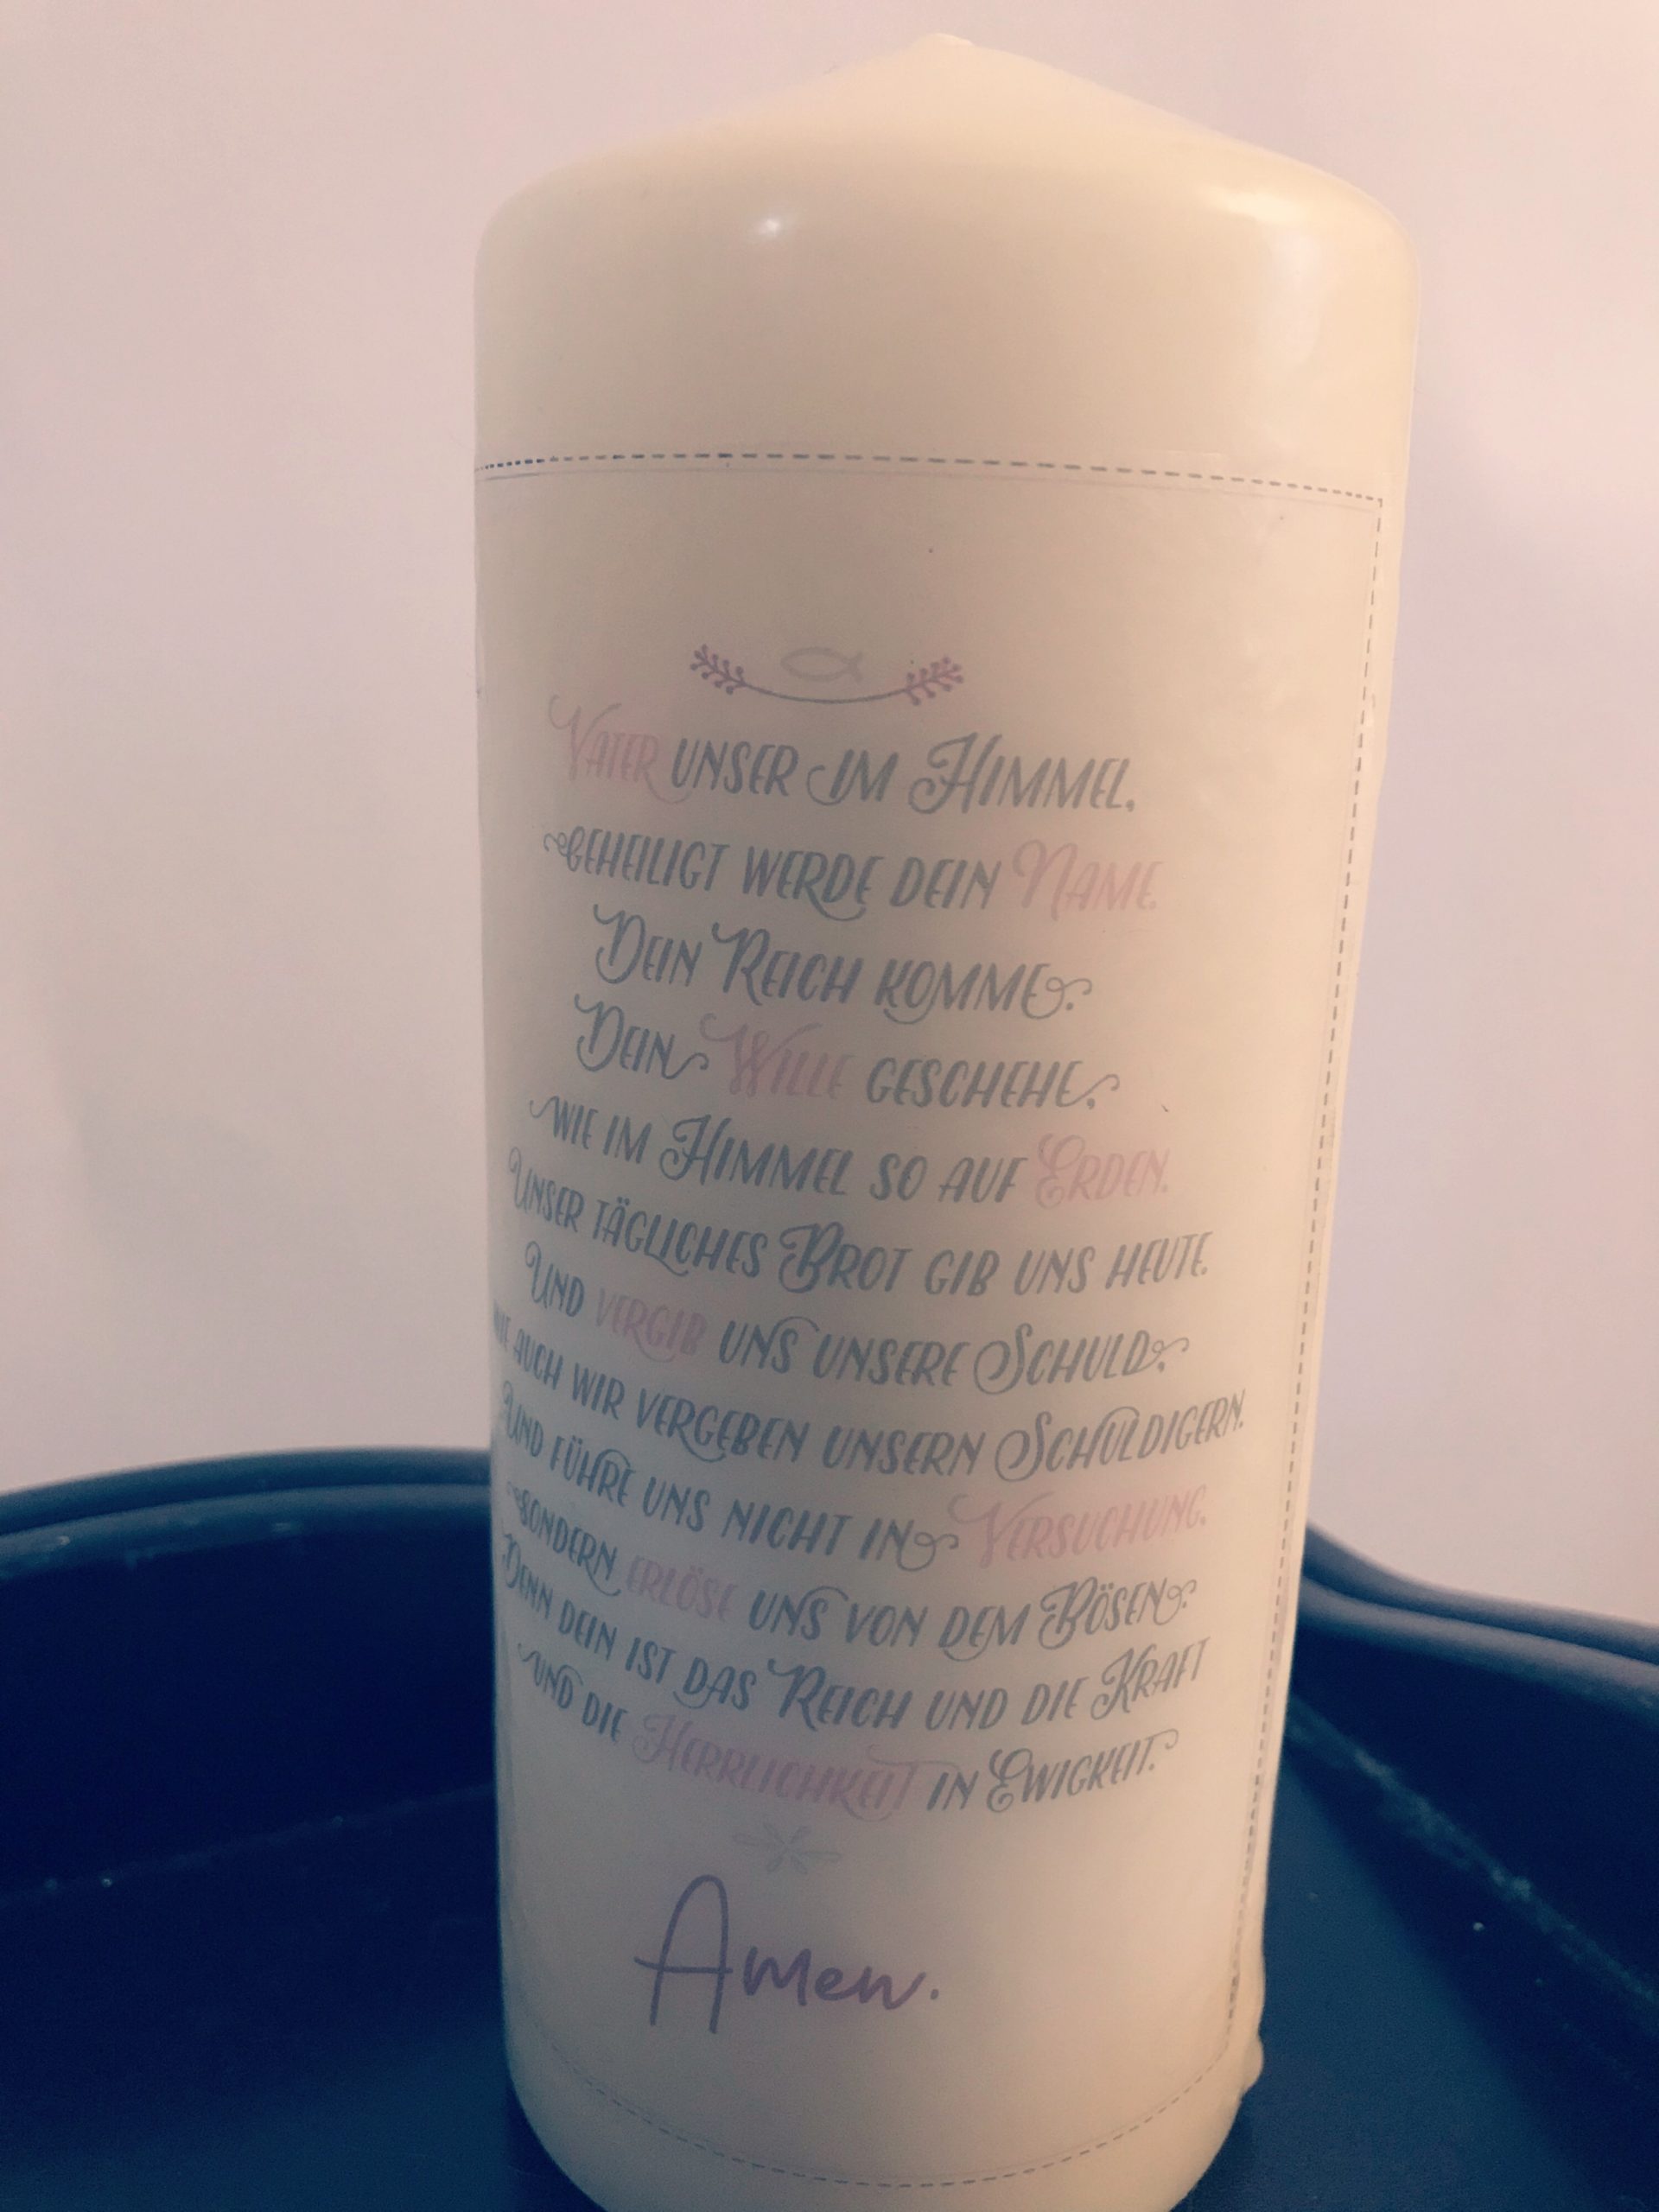 Vater unser im Himmel,
geheiligt werde dein Name.
Dein Reich komme.
Dein Wille geschehe,
wie im Himmel so auf Erden.
Unser tägliches Brot gib uns heute.
Und vergib uns unsere Schuld,
wie auch wir vergeben unsern Schuldigern.
Und führe uns nicht in Versuchung,
sondern erlöse uns von dem Bösen.
Denn dein ist das Reich und die Kraft
und die Herrlichkeit in Ewigkeit.
Amen.